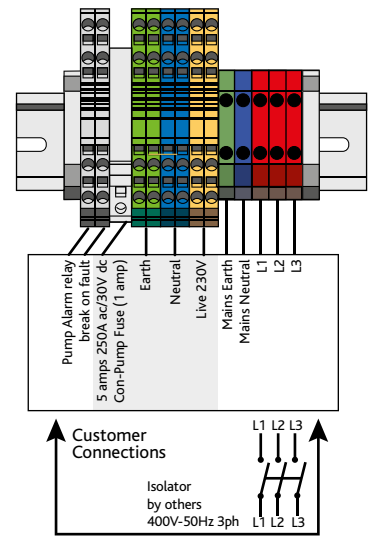 Pump Alarm relay
break on fault
5 amps 250A ac/30V dc
Con-Pump Fuse (1 amp)
Earth
Neutral
Live 230V
Mains Earth
Mains Neutral
L1
L2
L3
Customer
Connections
L1 L2 L3
Isolator
by others
400V-50Hz 3ph
L1 L2 L3